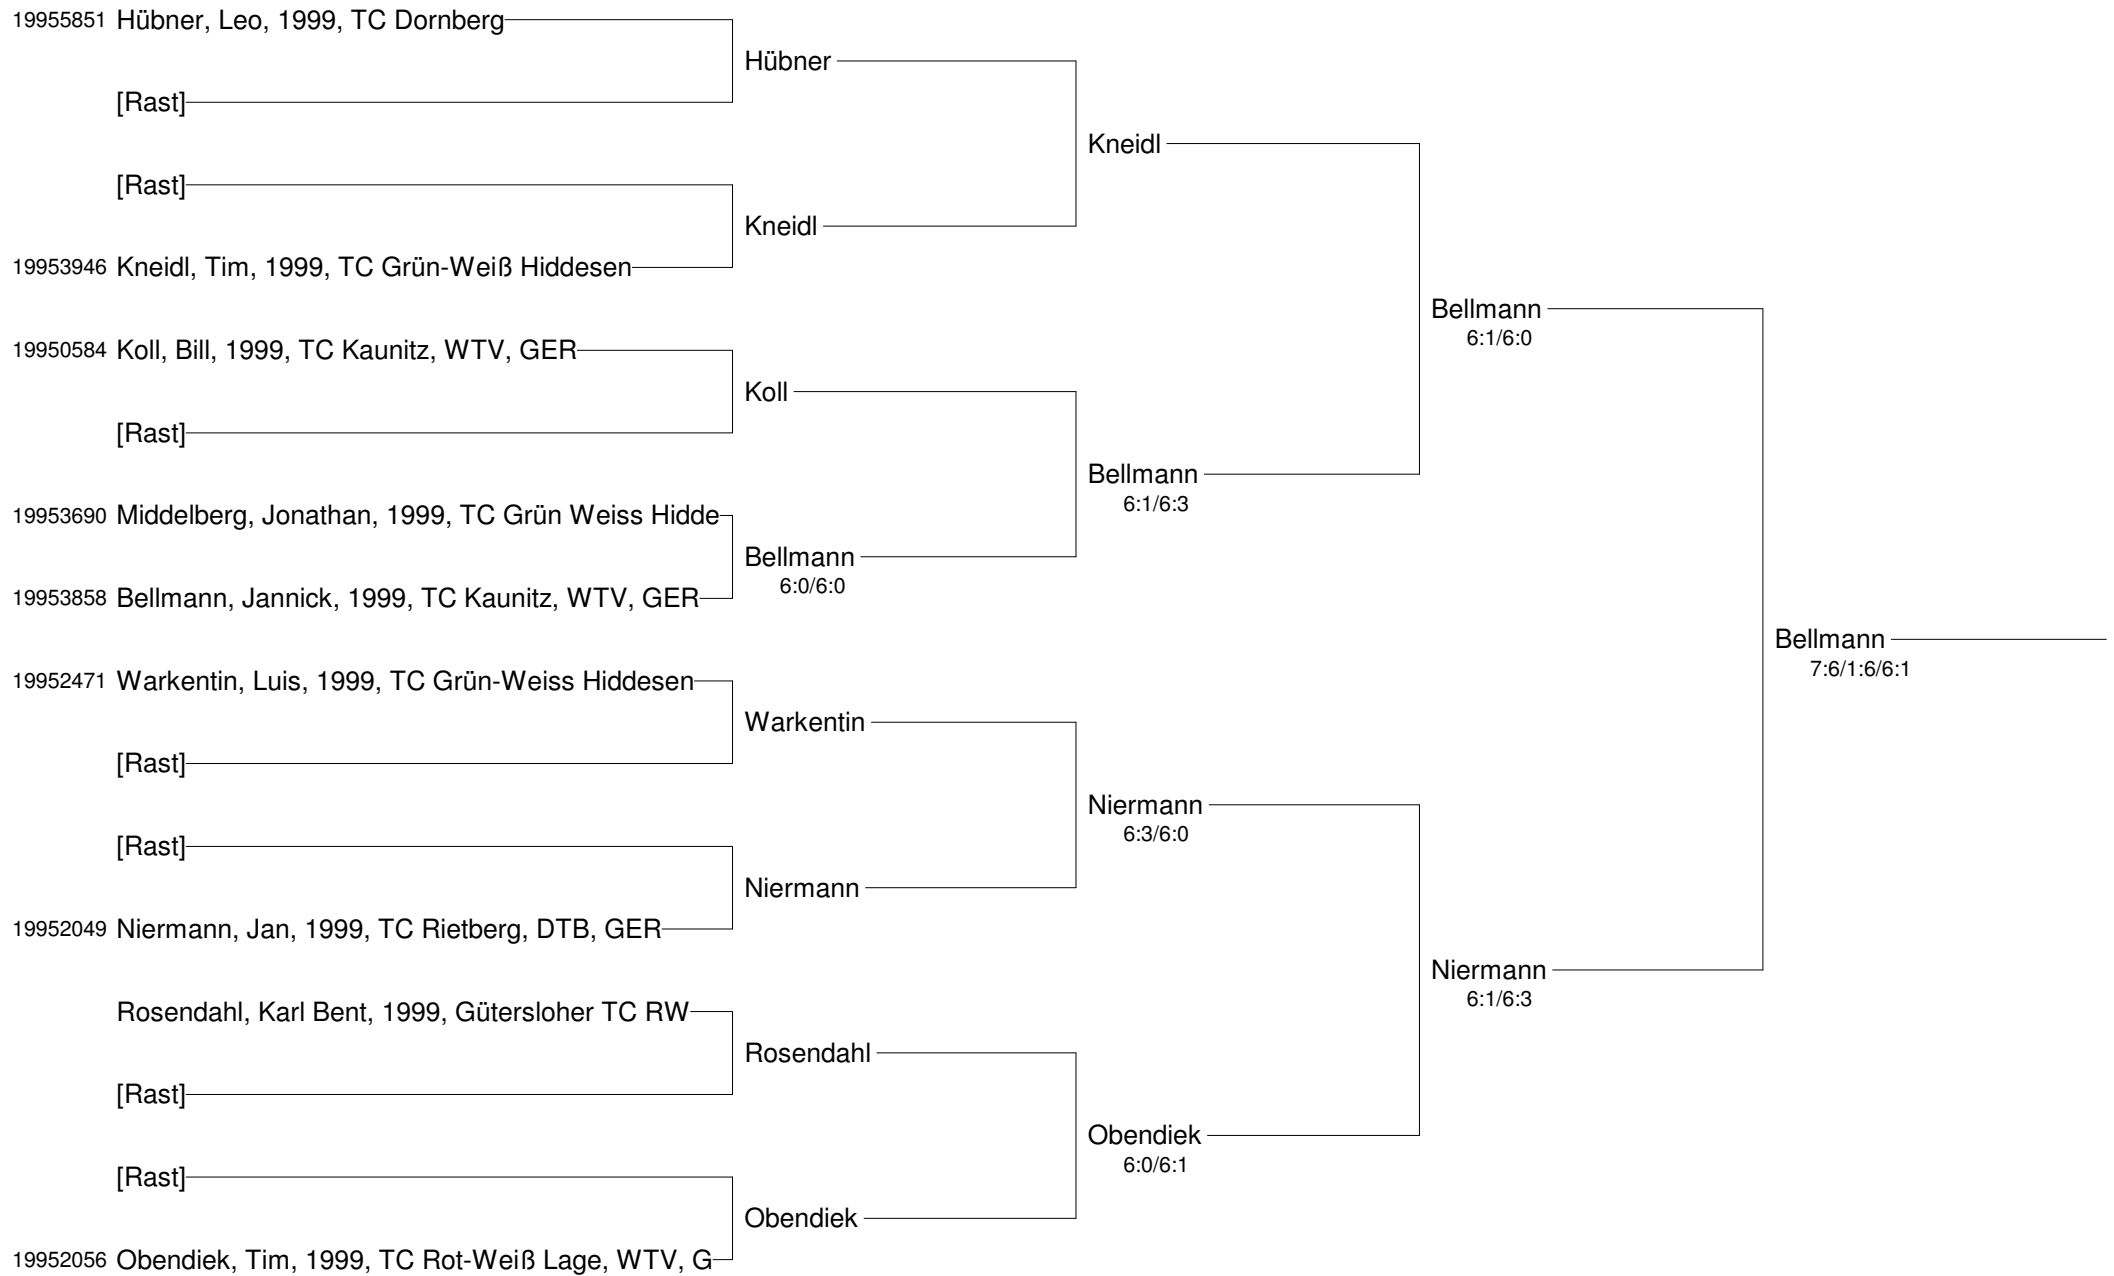 19955851 Hübner, Leo, 1999, TC Dornberg
Hübner
[Rast]
Kneidl
[Rast]
Kneidl
19953946 Kneidl, Tim, 1999, TC Grün-Weiß Hiddesen
Bellmann
6:1/6:0
19950584 Koll, Bill, 1999, TC Kaunitz, WTV, GER
Koll
[Rast]
Bellmann
6:1/6:3
19953690 Middelberg, Jonathan, 1999, TC Grün Weiss Hidde
Bellmann
6:0/6:0
19953858 Bellmann, Jannick, 1999, TC Kaunitz, WTV, GER
Bellmann
7:6/1:6/6:1
19952471 Warkentin, Luis, 1999, TC Grün-Weiss Hiddesen
Warkentin
[Rast]
Niermann
6:3/6:0
[Rast]
Niermann
19952049 Niermann, Jan, 1999, TC Rietberg, DTB, GER
Niermann
6:1/6:3
Rosendahl, Karl Bent, 1999, Gütersloher TC RW
Rosendahl
[Rast]
Obendiek
6:0/6:1
[Rast]
Obendiek
19952056 Obendiek, Tim, 1999, TC Rot-Weiß Lage, WTV, G